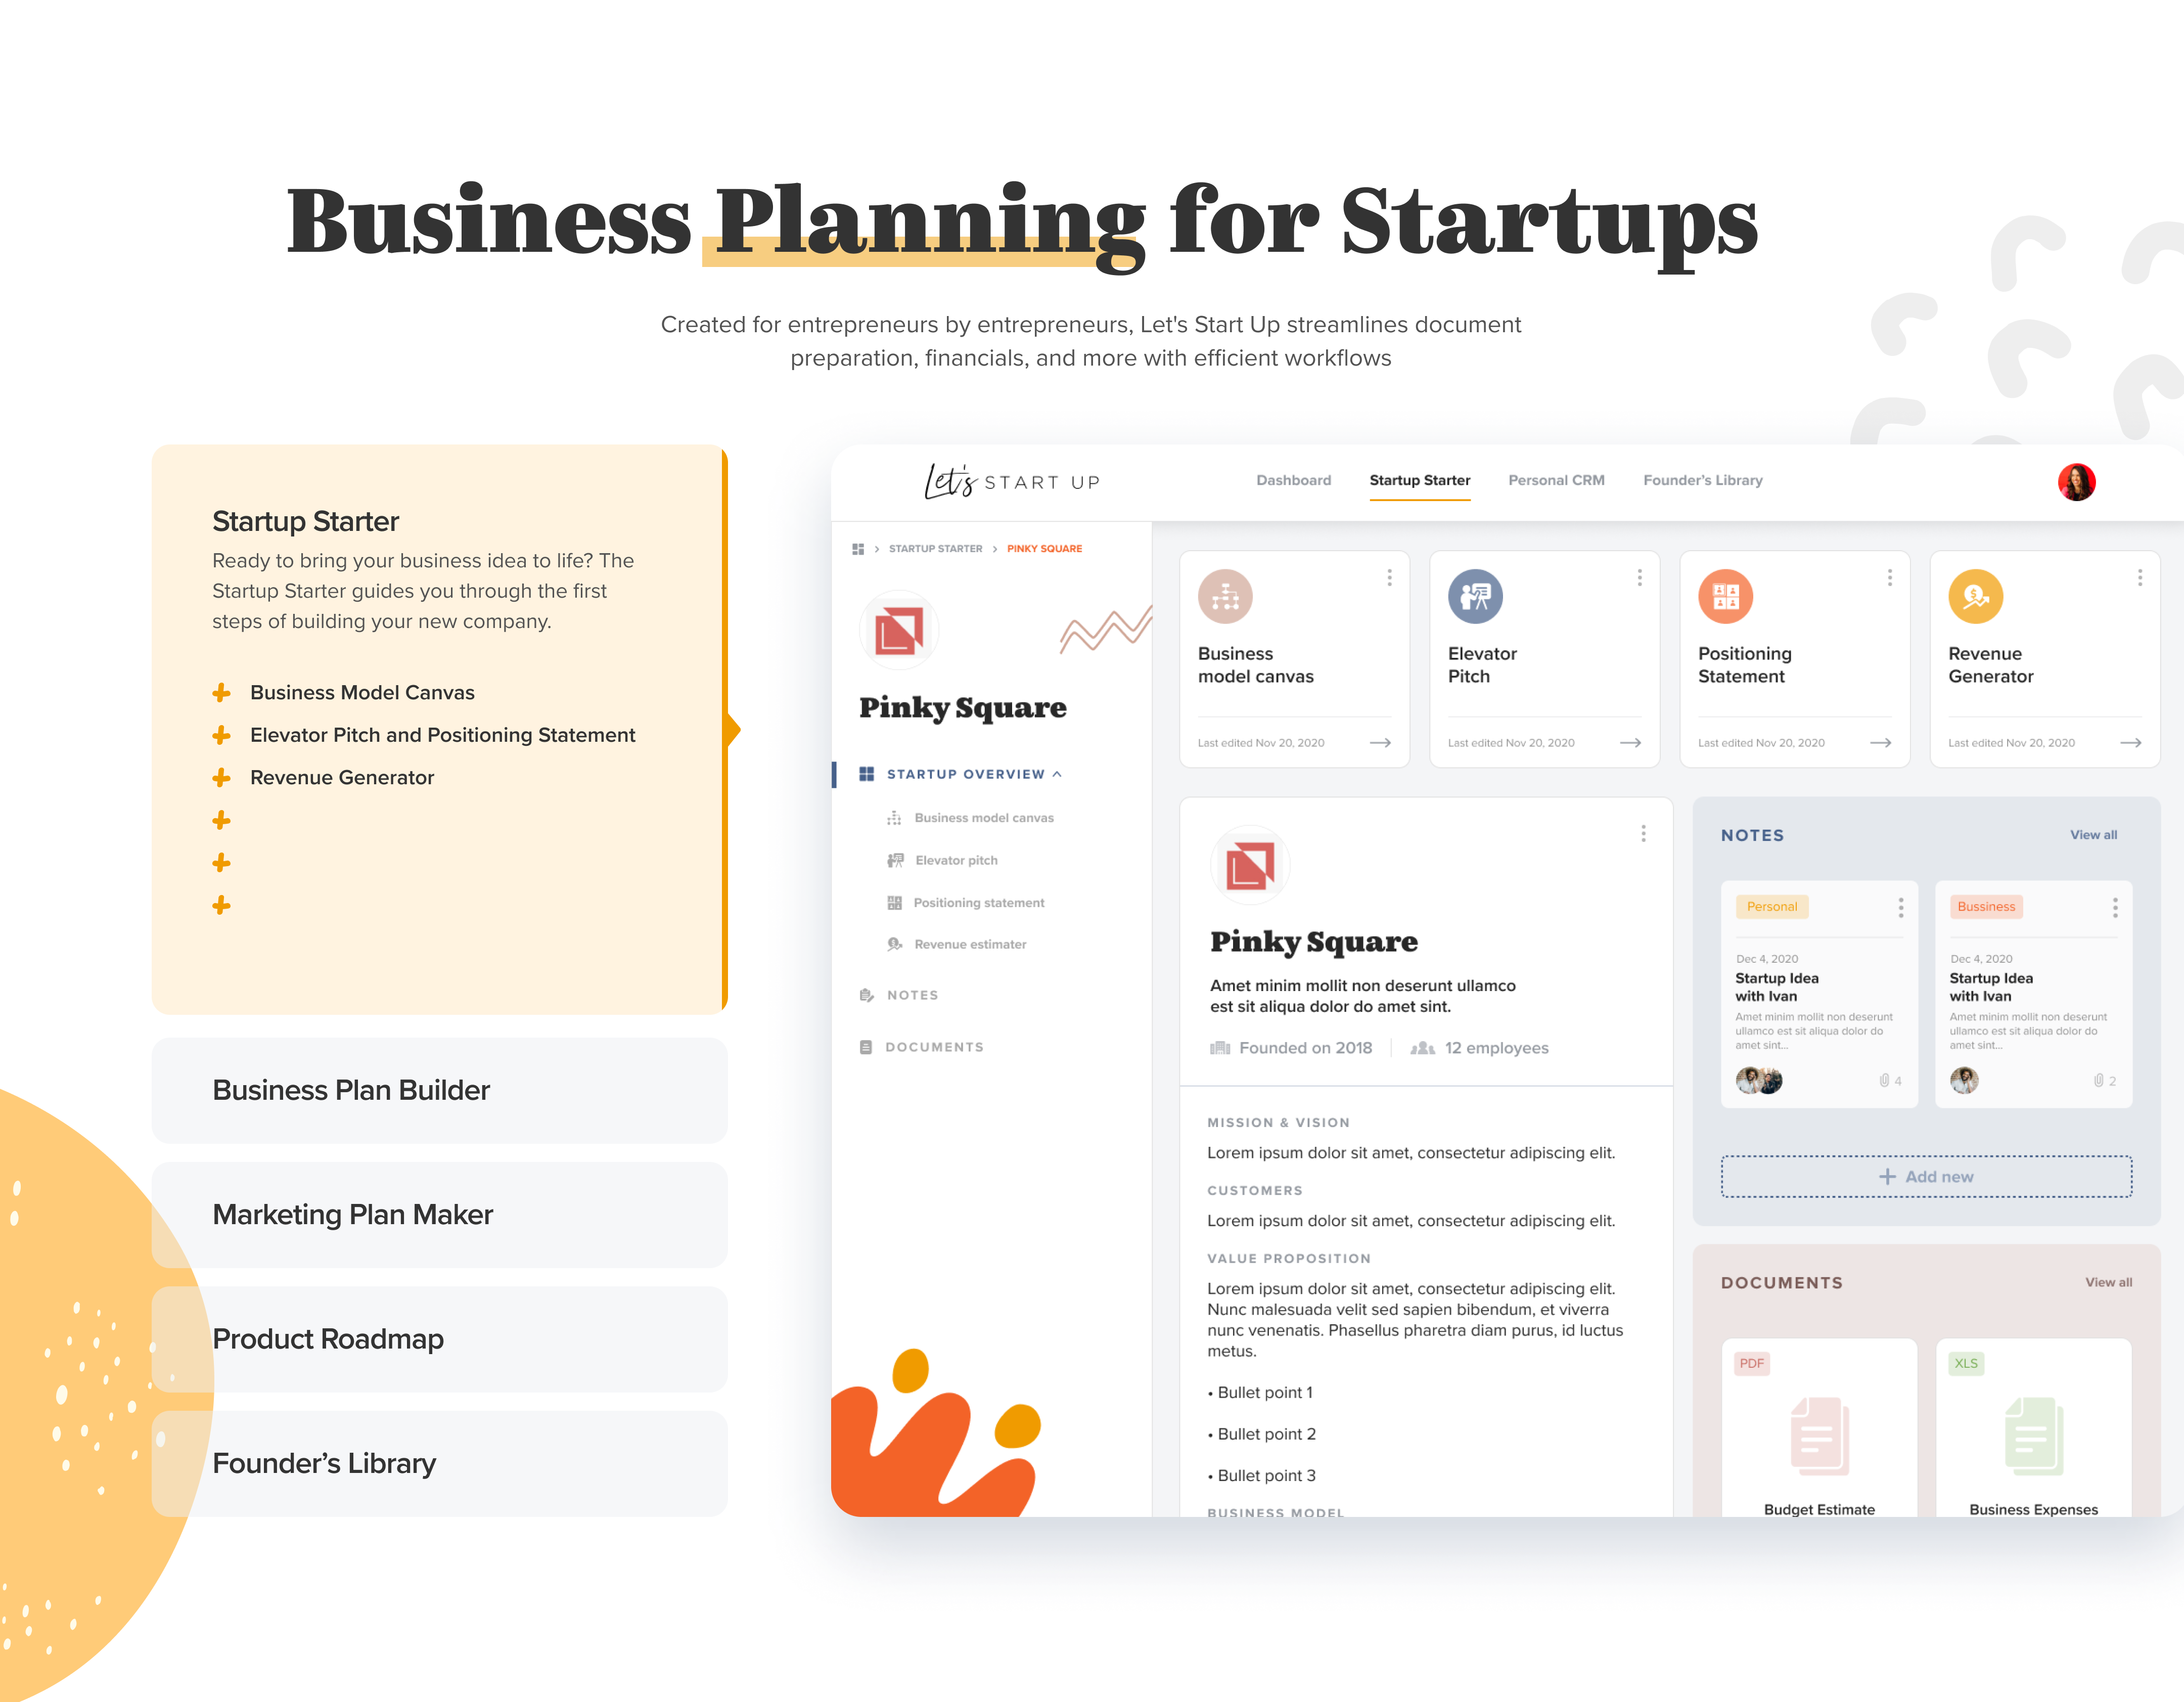 Business Planning for Startups
Created for entrepreneurs by entrepreneurs, Let's Start Up streamlines document
preparation, financials, and more with efficient workflows
Startup Starter
Ready to bring your business idea to life? The
Startup Starter guides you through the first
steps of building your new company.
Business Model Canvas
Elevator Pitch and Positioning Statement
Revenue Generator
Business Plan Builder
Marketing Plan Maker
Product Roadmap
Founder’s Library
Let's START UP
Dashboard
Startup Starter
Personal CRM
Founder’s Library
STARTUP STARTER > PINKY SQUARE
Pinky Square
STARTUP OVERVIEW
Business model canvas
Elevator pitch
Positioning statement
Revenue estimater
NOTES
DOCUMENTS
Business
model canvas
Last edited Nov 20, 2020
Elevator
Pitch
Last edited Nov 20, 2020
Positioning
Statement
Last edited Nov 20, 2020
Revenue
Generator
Last edited Nov 20, 2020
Pinky Square
Amet minim mollit non deserunt ullamco
est sit aliqua dolor do amet sint.
Founded on 2018
12 employees
MISSION & VISION
Lorem ipsum dolor sit amet, consectetur adipiscing elit.
CUSTOMERS
Lorem ipsum dolor sit amet, consectetur adipiscing elit.
VALUE PROPOSITION
Lorem ipsum dolor sit amet, consectetur adipiscing elit.
Nunc malesuada velit sed sapien bibendum, et viverra
nunc venenatis. Phasellus pharetra diam purus, id luctus
metus.
• Bullet point 1
• Bullet point 2
• Bullet point 3
BUSINESS MODEL
NOTES
View all
Personal
Dec 4, 2020
Startup Idea
with Ivan
Amet minim mollit non deserunt
ullamco est sit aliqua dolor do
amet sint...
4
Bussiness
Dec 4, 2020
Startup Idea
with Ivan
Amet minim mollit non deserunt
ullamco est sit aliqua dolor do
amet sint...
2
Add new
DOCUMENTS
View all
PDF
Budget Estimate
XLS
Business Expenses